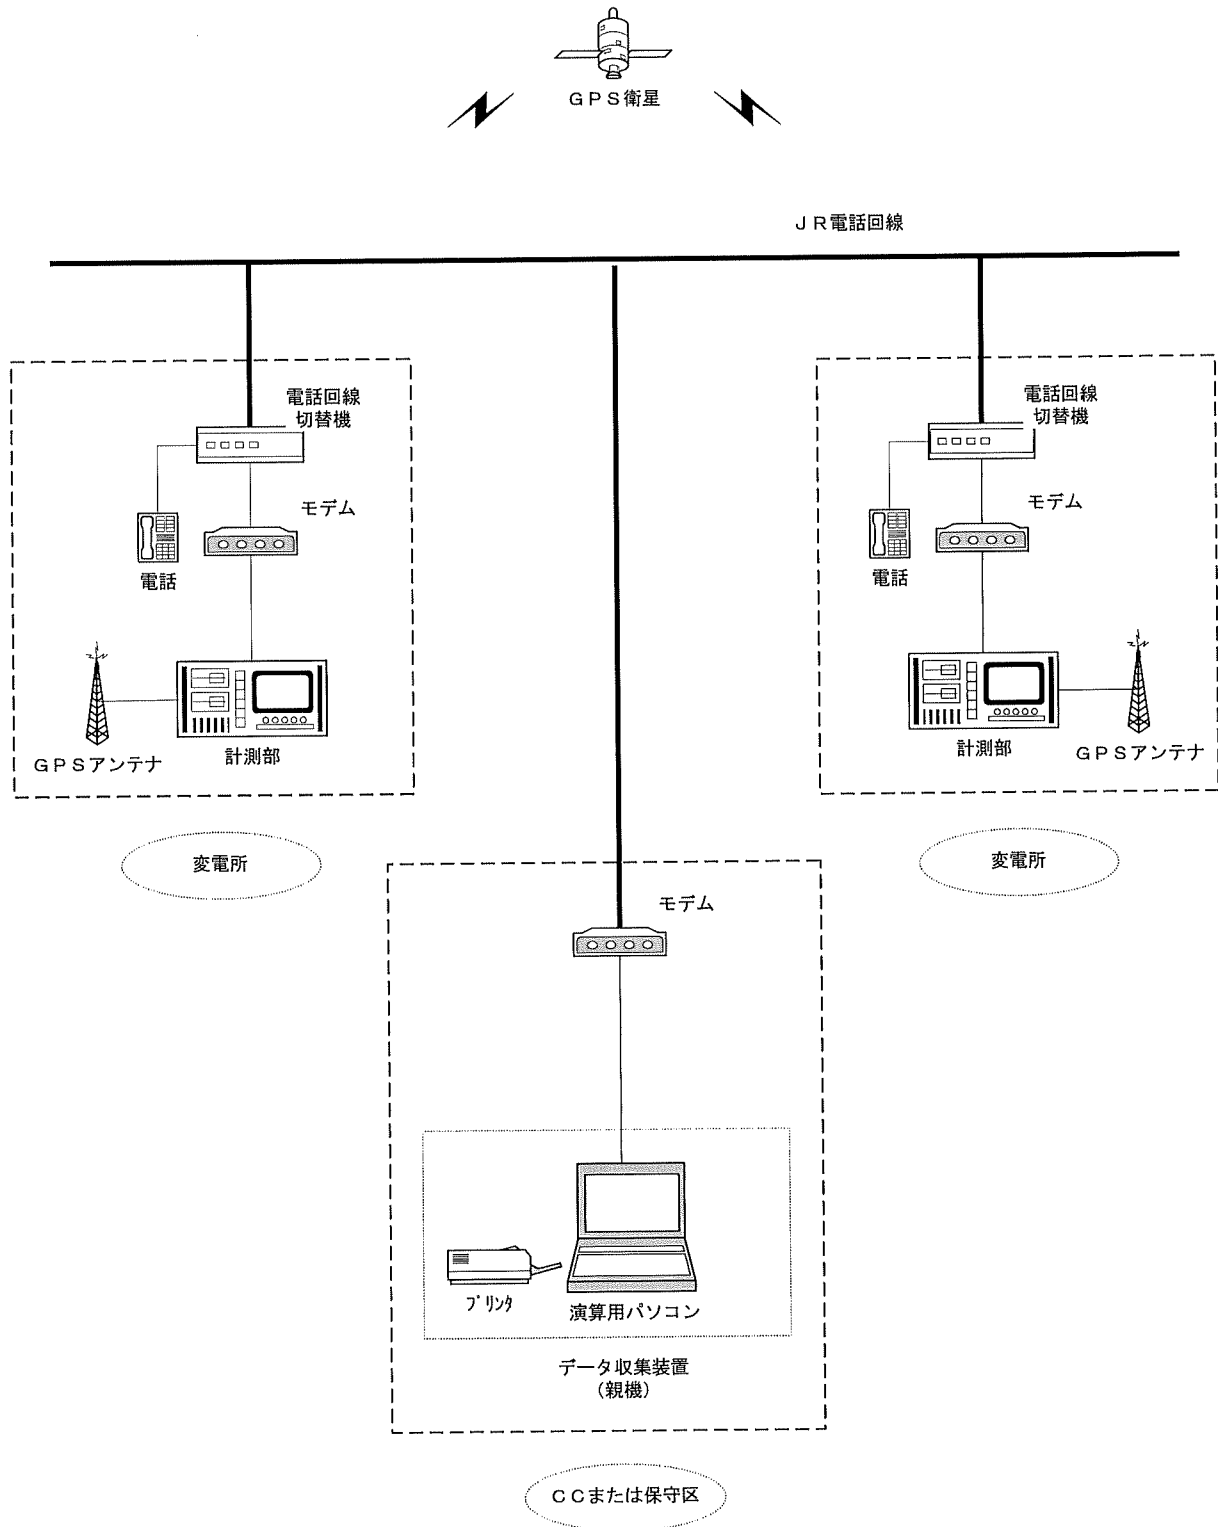 ＧＰＳ衛星
ＪＲ電話回線
電話回線
切替機
モデム
電話
ＧＰＳアンテナ
計測部
変電所
電話回線
切替機
モデム
電話
計測部
ＧＰＳアンテナ
変電所
モデム
ﾌﾟﾘﾝﾀ
演算用パソコン
データ収集装置
（親機）
ＣＣまたは保守区